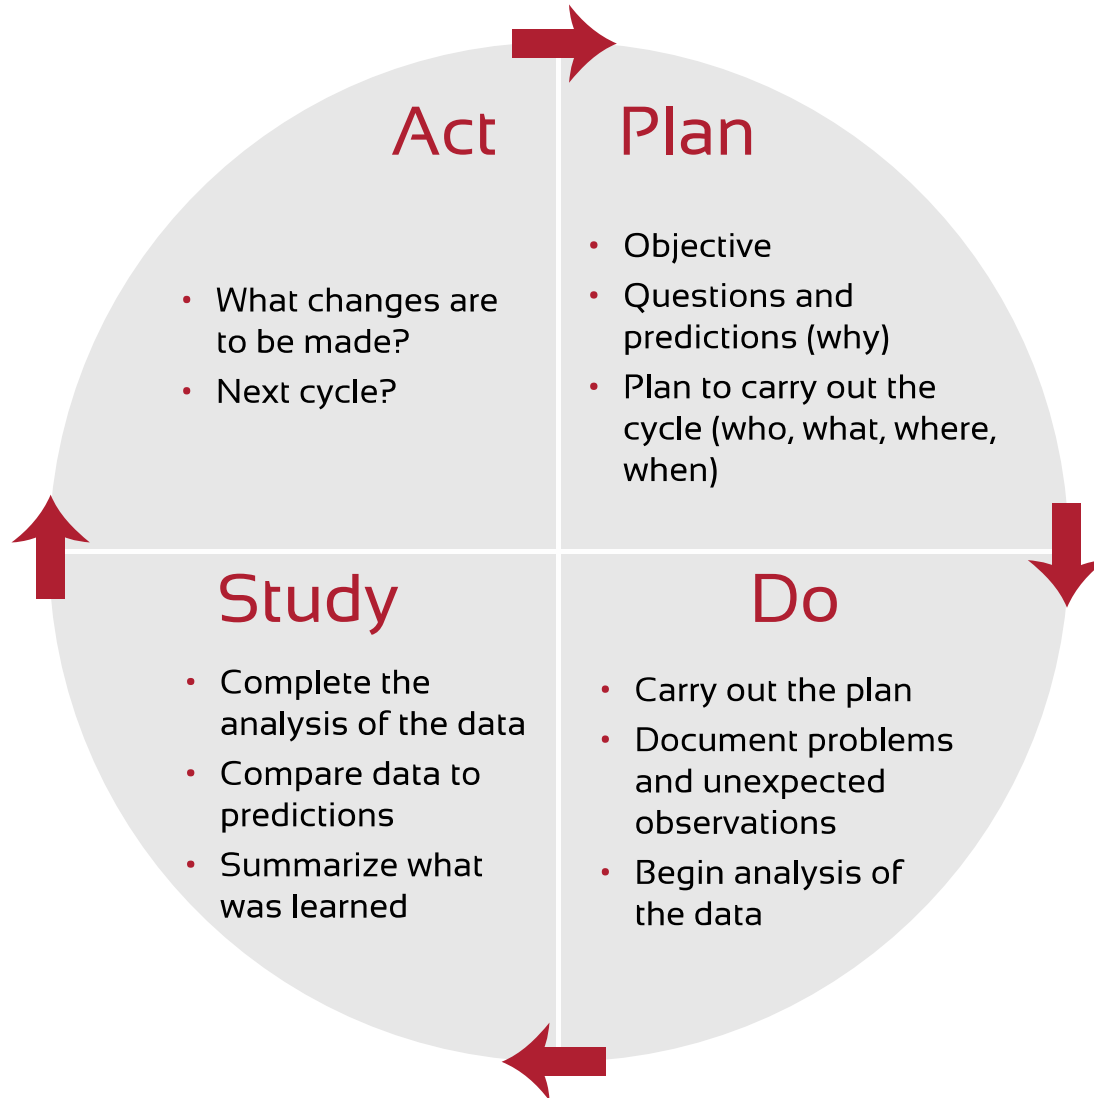 Act
• What changes are
to be made?
• Next cycle?
Plan
• Objective
• Questions and
predictions (why)
• Plan to carry out the
cycle (who, what, where,
when)
Do
• Carry out the plan
• Document problems
and unexpected
observations
• Begin analysis of
the data
Study
• Complete the
analysis of the data
• Compare data to
predictions
• Summarize what
was learned